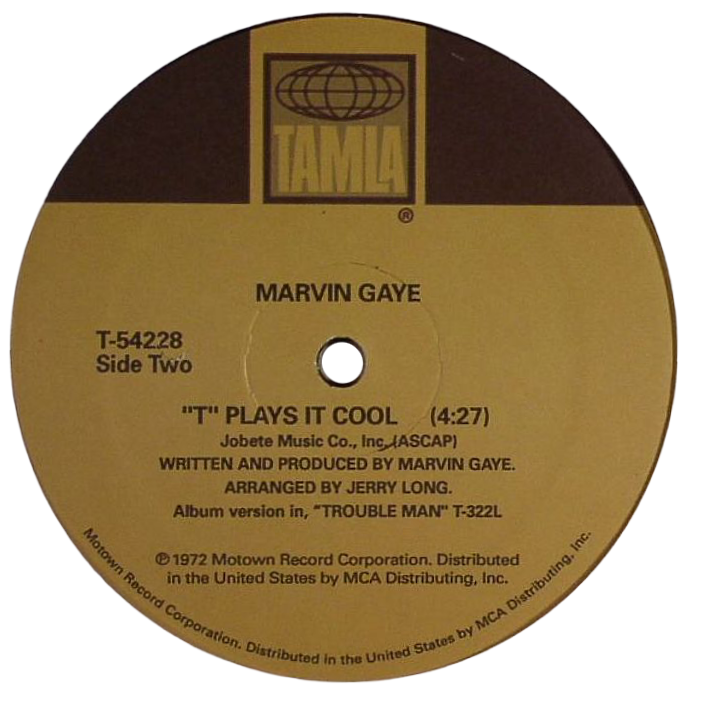 TAMLA
®
MARVIN GAYE
T-54228
Side Two
"T" PLAYS IT COOL (4:27)
Jobete Music Co., Inc. (ASCAP)
WRITTEN AND PRODUCED BY MARVIN GAYE.
ARRANGED BY JERRY LONG.
Album version in, "TROUBLE MAN" T-322L
℗ 1972 Motown Record Corporation. Distributed
in the United States by MCA Distributing, Inc.
Motown Record Corporation. Distributed in the United States by MCA Distributing, Inc.